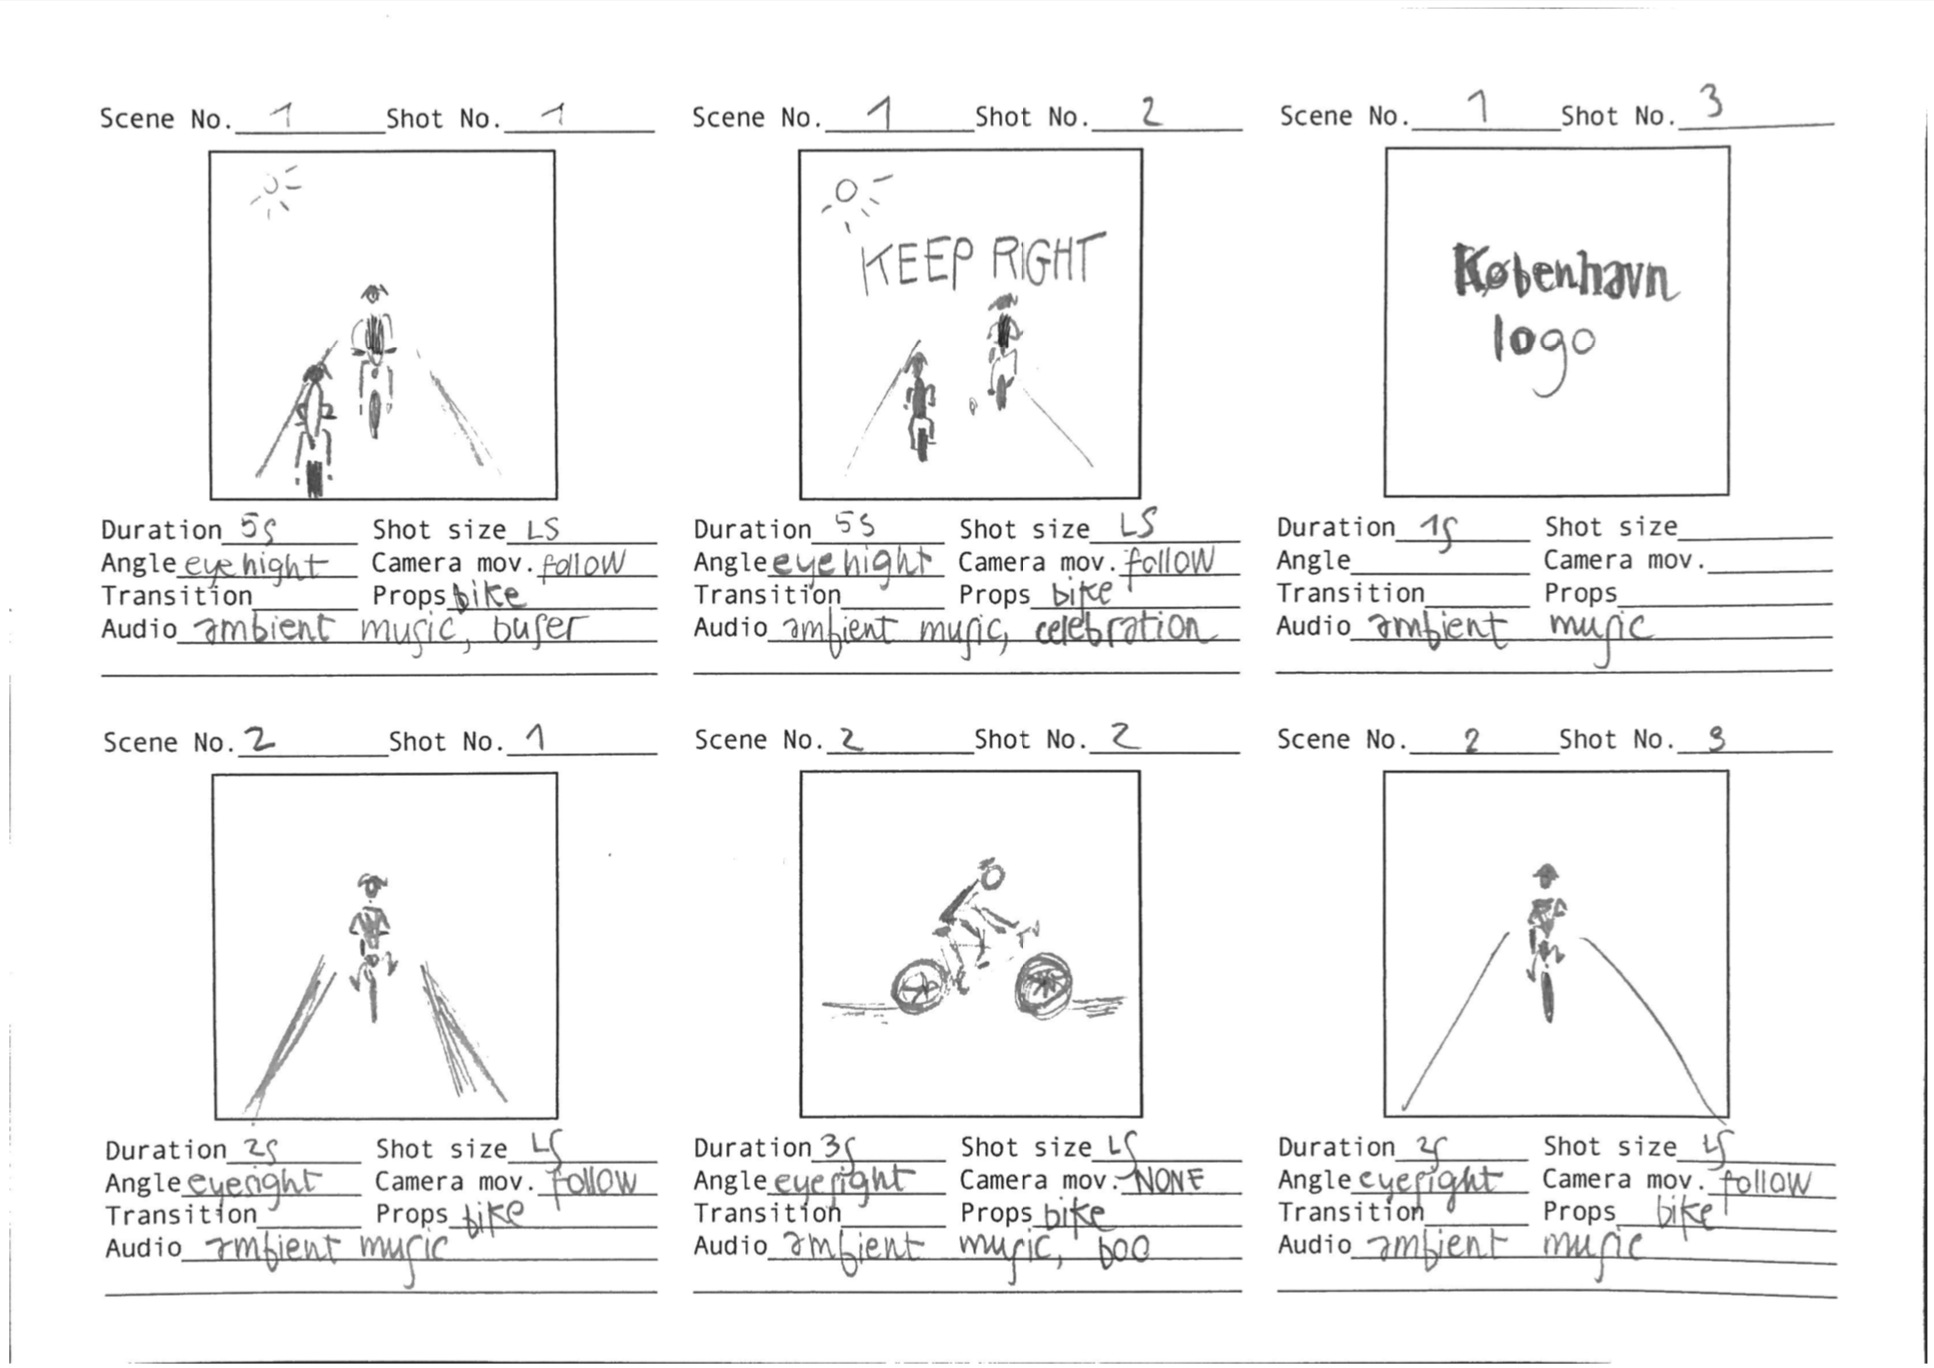 Scene No. 1 Shot No. 1
KEEP RIGHT
Duration 5s Shot size LS
Angle eyehight Camera mov. follow
Transition Props bike
Audio ambient music, buser
Scene No. 1 Shot No. 2
Duration 5s Shot size LS
Angle eyehight Camera mov. follow
Transition Props bike
Audio ambient music, celebration
Scene No. 1 Shot No. 3
København
logo
Duration 1s Shot size
Angle Camera mov.
Transition Props
Audio ambient music
Scene No. 2 Shot No. 1
Duration 2s Shot size LS
Angle eyesight Camera mov. follow
Transition Props bike
Audio ambient music
Scene No. 2 Shot No. 2
Duration 3s Shot size LS
Angle eyesight Camera mov. NONE
Transition Props bike
Audio ambient music, boo
Scene No. 2 Shot No. 3
Duration 2s Shot size LS
Angle eyesight Camera mov. follow
Transition Props bike
Audio ambient music